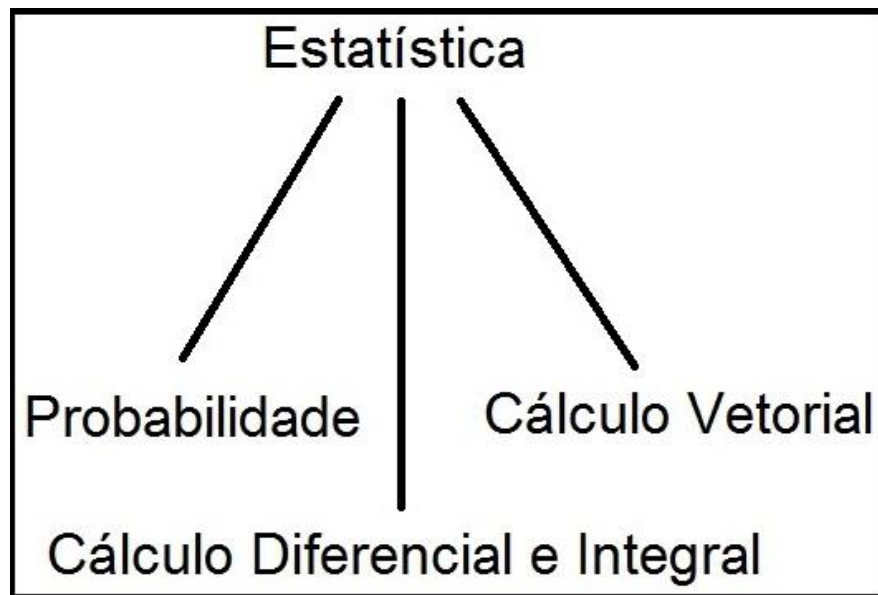 Estatística
Probabilidade
Cálculo Vetorial
Cálculo Diferencial e Integral